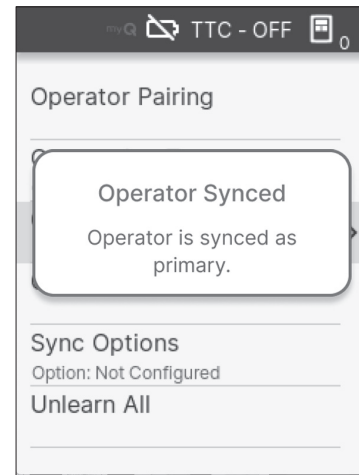 myQ TTC - OFF 0
Operator Pairing
Operator Synced
Operator is synced as
primary.
Sync Options
Option: Not Configured
Unlearn All